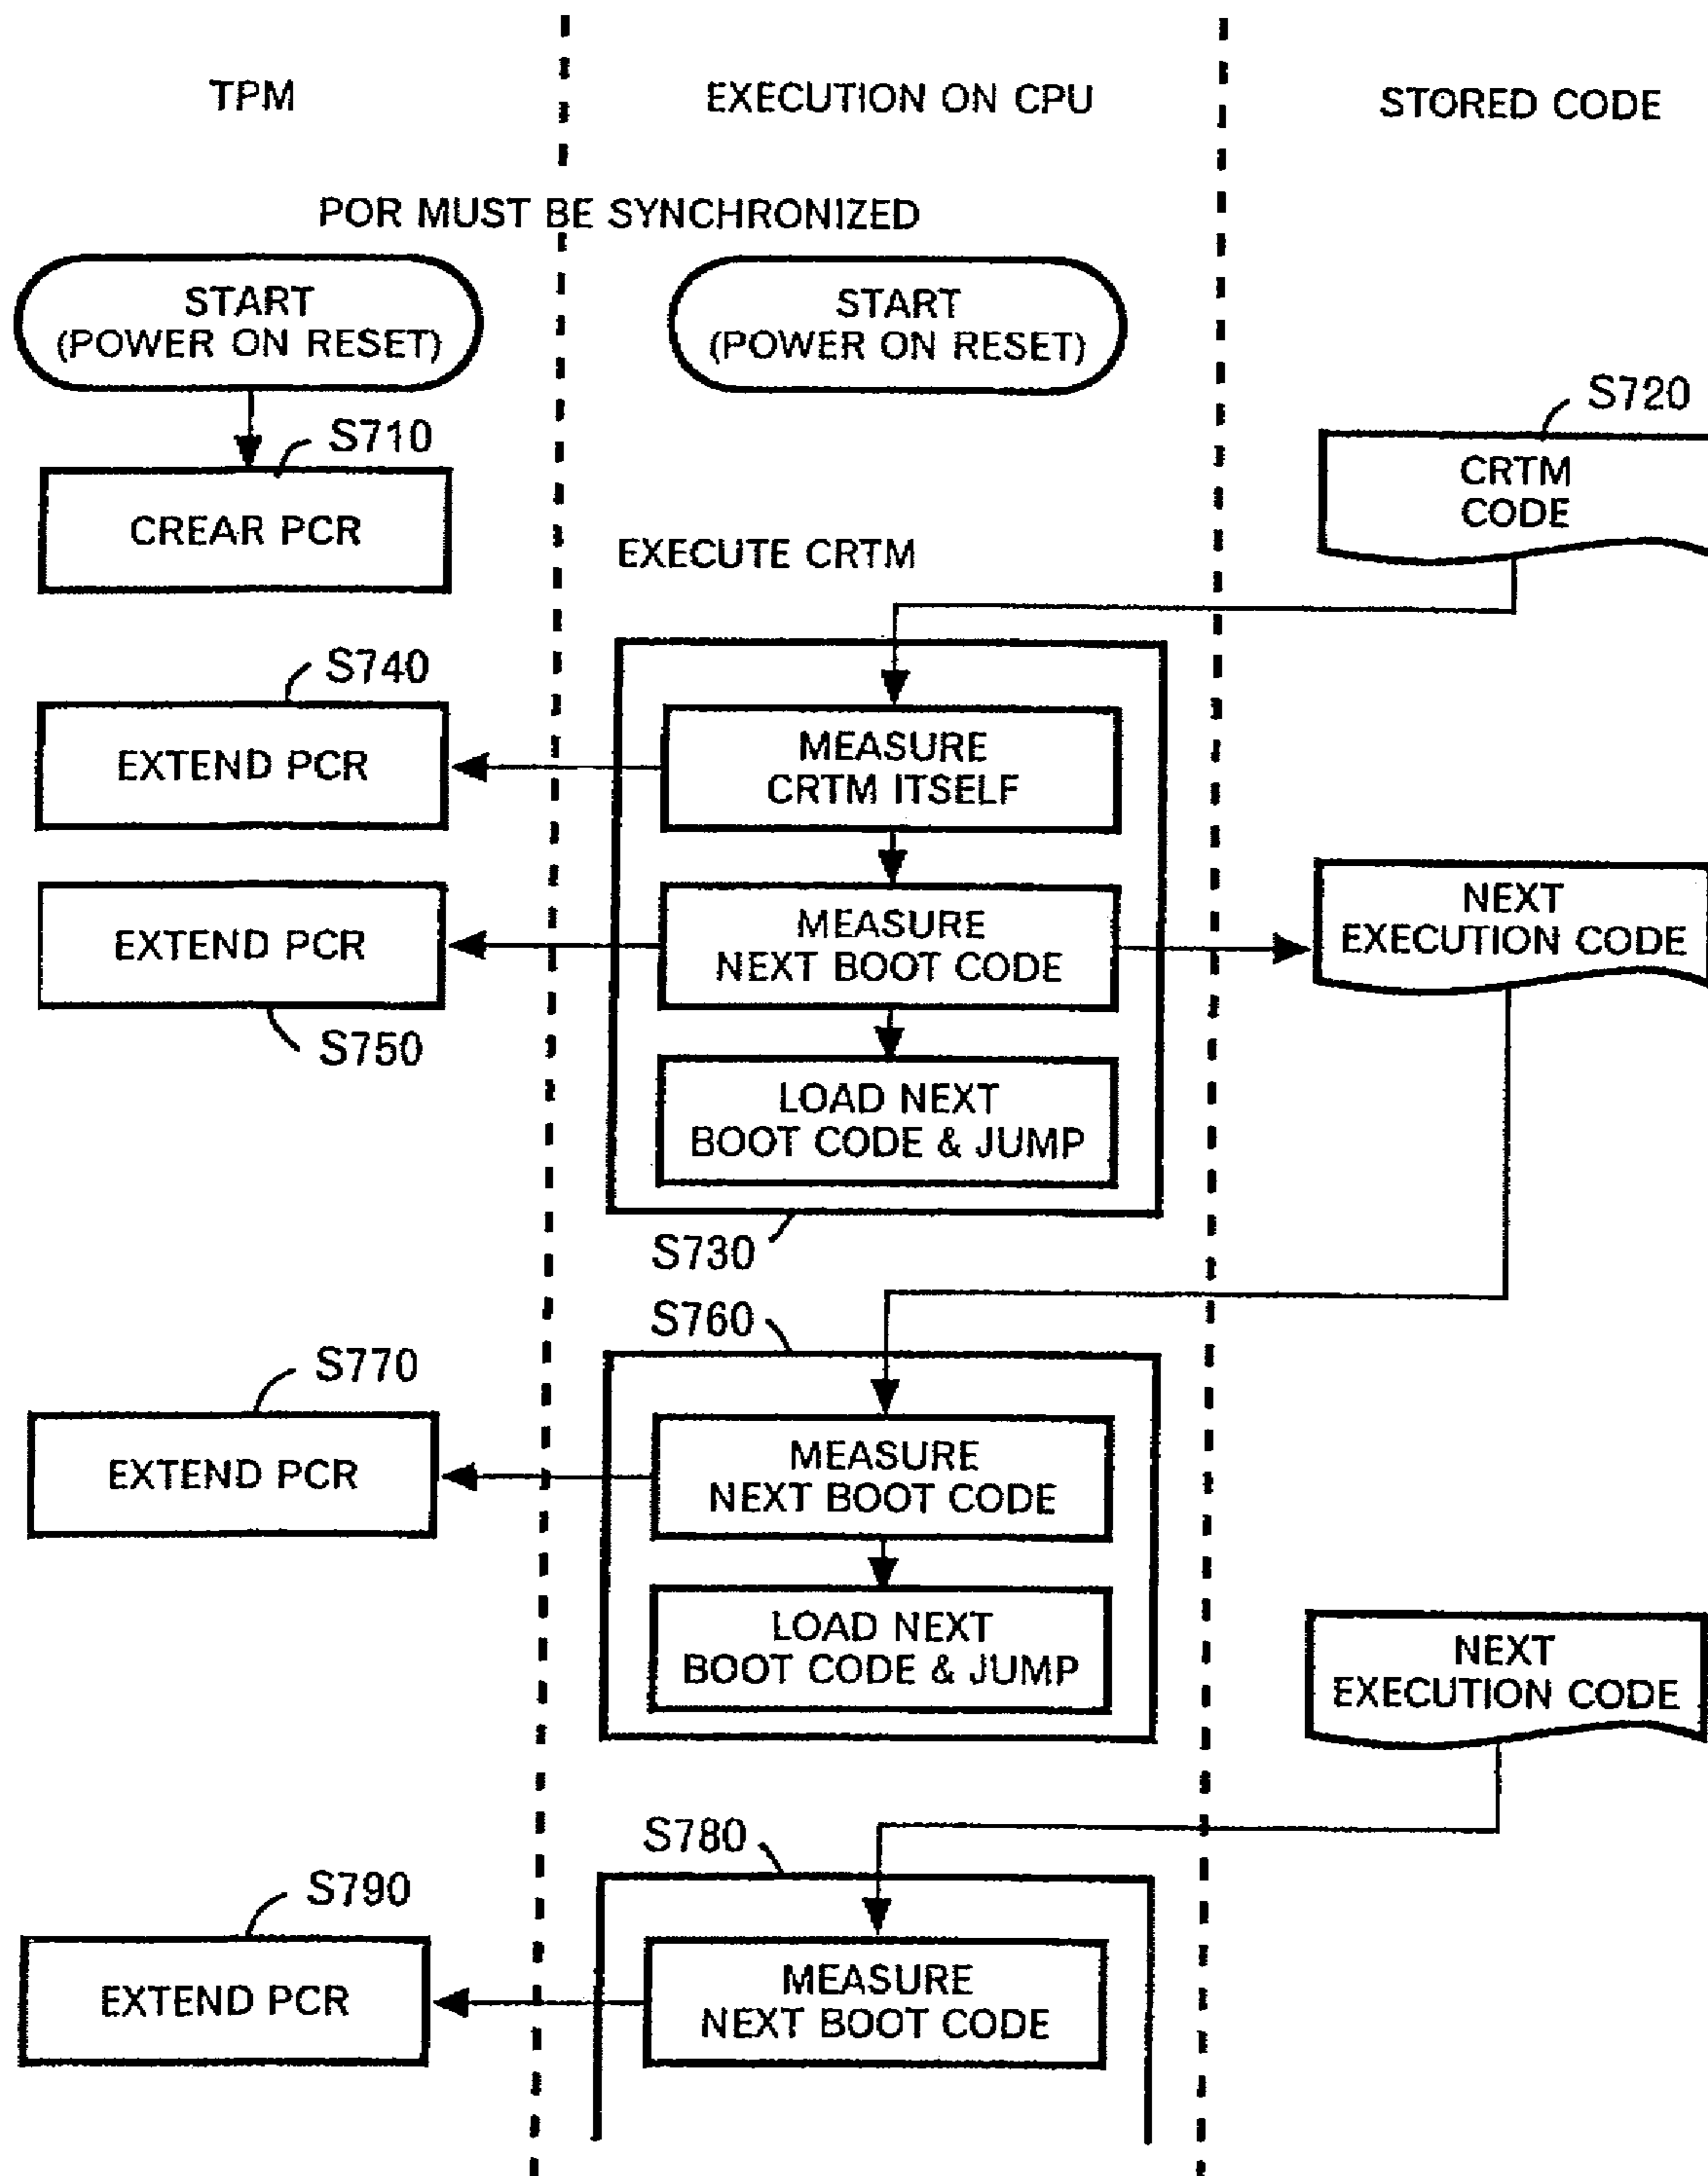 TPM
EXECUTION ON CPU
STORED CODE
POR MUST BE SYNCHRONIZED
START
(POWER ON RESET)
START
(POWER ON RESET)
S710
CREAR PCR
S720
CRTM
CODE
EXECUTE CRTM
S740
EXTEND PCR
MEASURE
CRTM ITSELF
EXTEND PCR
S750
MEASURE
NEXT BOOT CODE
NEXT
EXECUTION CODE
LOAD NEXT
BOOT CODE & JUMP
S730
S760
S770
EXTEND PCR
MEASURE
NEXT BOOT CODE
LOAD NEXT
BOOT CODE & JUMP
NEXT
EXECUTION CODE
S780
S790
EXTEND PCR
MEASURE
NEXT BOOT CODE